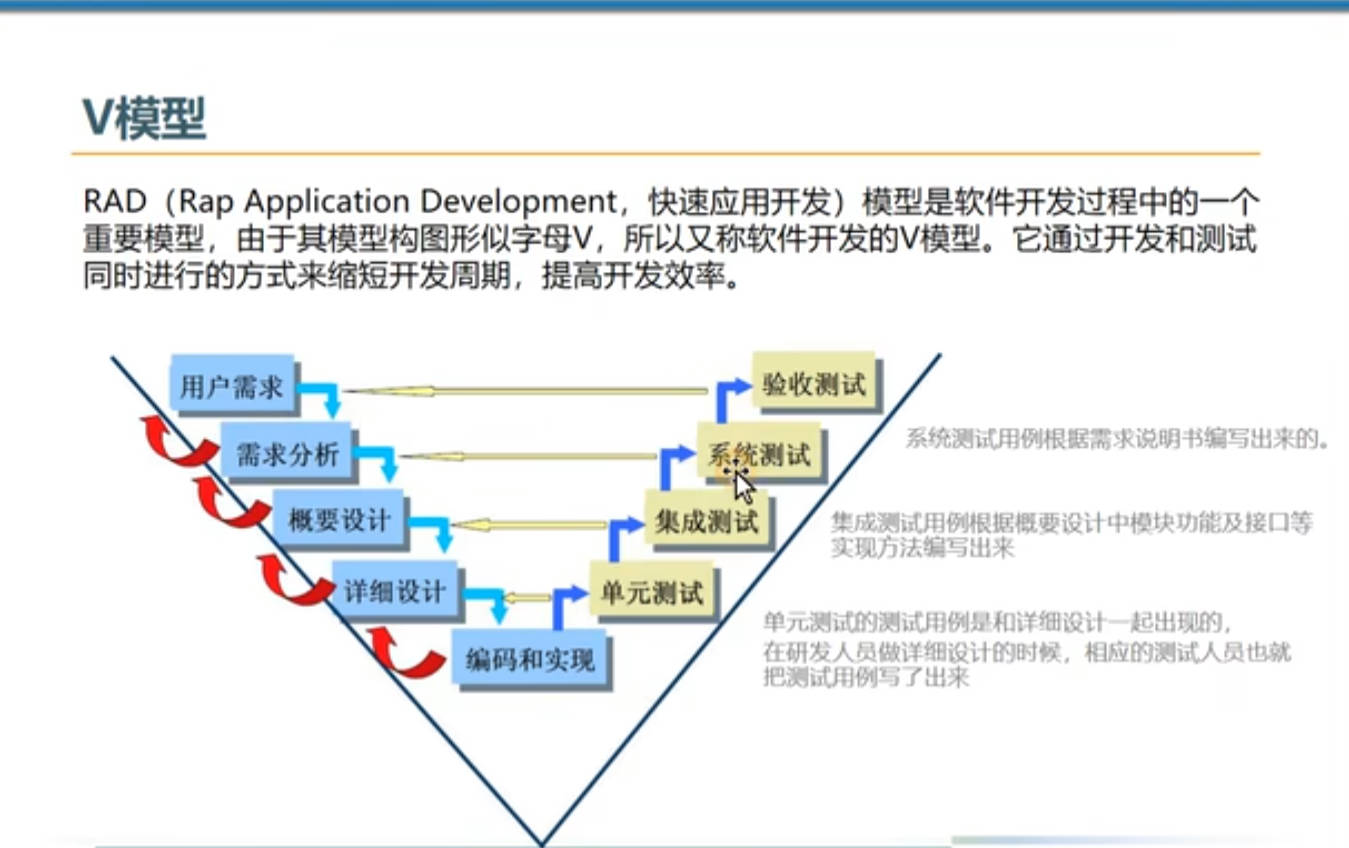 V模型
RAD（Rap Application Development，快速应用开发）模型是软件开发过程中的一个
重要模型，由于其模型构图形似字母V，所以又称软件开发的V模型。它通过开发和测试
同时进行的方式来缩短开发周期，提高开发效率。
用户需求
验收测试
需求分析
系统测试
系统测试用例根据需求说明书编写出来的。
概要设计
集成测试
集成测试用例根据概要设计中模块功能及接口等
实现方法编写出来
详细设计
单元测试
单元测试的测试用例是和详细设计一起出现的，
在研发人员做详细设计的时候，相应的测试人员也就
把测试用例写了出来
编码和实现